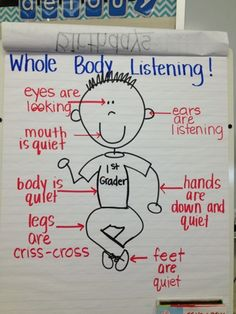 Birthdays
Whole Body Listening!
eyes are
looking
ears
are
listening
mouth
is quiet
1st
Grader
body is
quiet
hands
are
down and
quiet
legs
are
criss-cross
feet
are
quiet